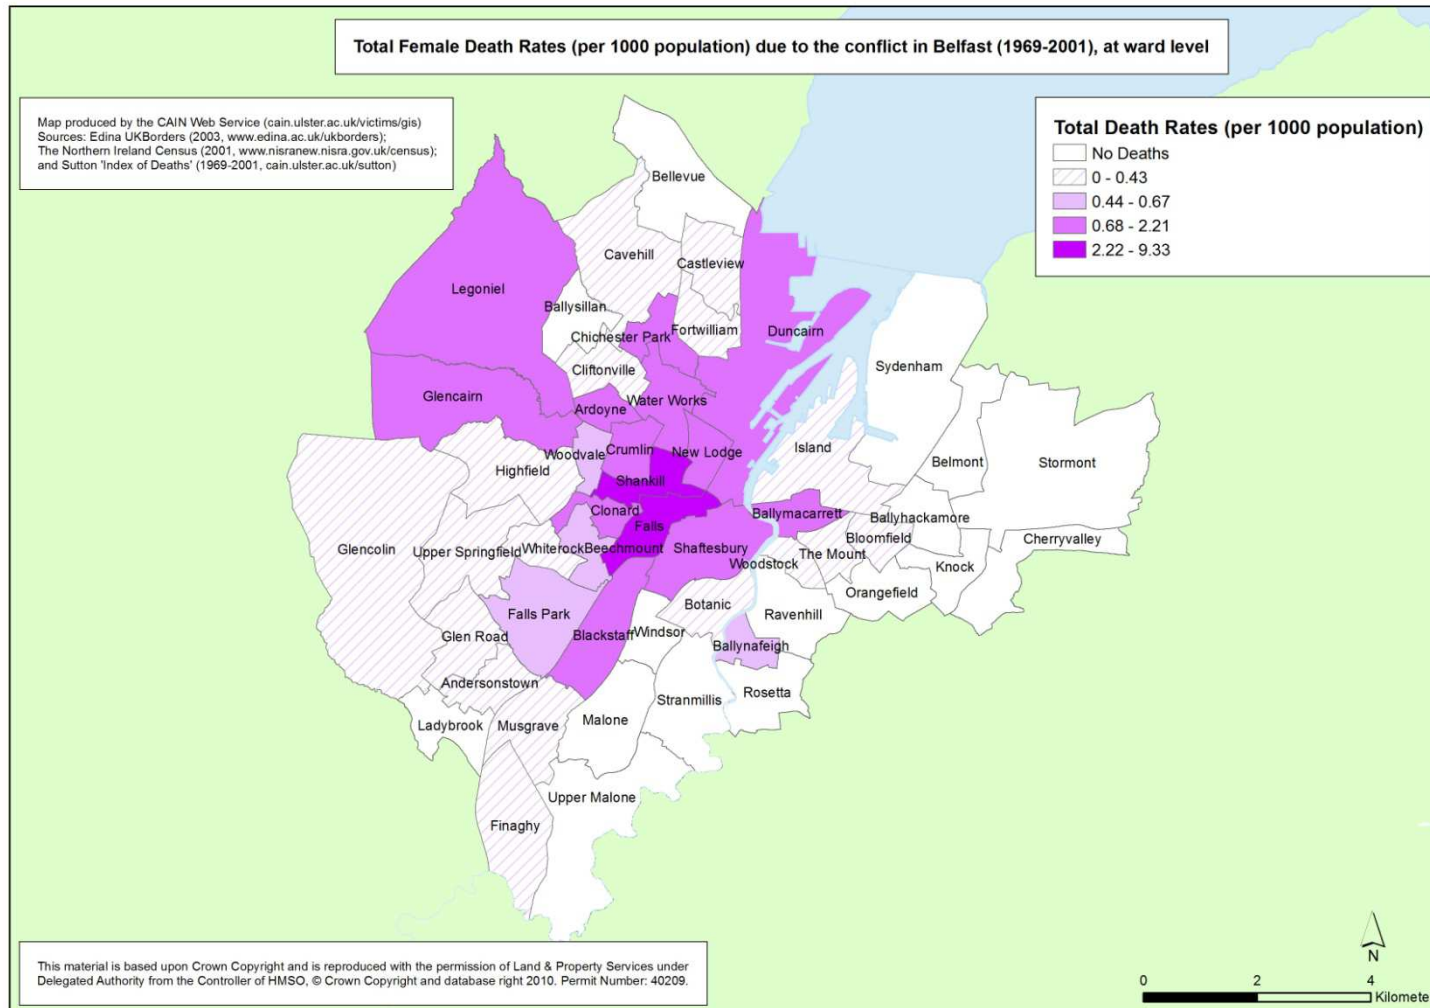 Total Female Death Rates (per 1000 population) due to the conflict in Belfast (1969-2001), at ward level
Map produced by the CAIN Web Service (cain.ulster.ac.uk/victims/gis)
Sources: Edina UKBorders (2003, www.edina.ac.uk/ukborders);
The Northern Ireland Census (2001, www.nisranew.nisra.gov.uk/census);
and Sutton 'Index of Deaths' (1969-2001, cain.ulster.ac.uk/sutton)
Total Death Rates (per 1000 population)
No Deaths
0 - 0.43
0.44 - 0.67
0.68 - 2.21
2.22 - 9.33
Bellevue
Cavehill
Castleview
Legoniel
Ballysillan
Chichester Park
Fortwilliam
Duncairn
Sydenham
Cliftonville
Glencairn
Water Works
Ardoyne
Island
Woodvale
Crumlin
New Lodge
Belmont
Stormont
Highfield
Shankill
Clonard
Ballymacarrett
Ballyhackamore
Falls
Glencolin
Upper Springfield
Whiterock
Beechmount
Shaftesbury
The Mount
Bloomfield
Cherryvalley
Woodstock
Knock
Orangefield
Botanic
Ravenhill
Falls Park
Glen Road
Blackstaff
Windsor
Ballynafeigh
Andersonstown
Stranmillis
Rosetta
Ladybrook
Musgrave
Malone
Upper Malone
Finaghy
This material is based upon Crown Copyright and is reproduced with the permission of Land & Property Services under
Delegated Authority from the Controller of HMSO, © Crown Copyright and database right 2010. Permit Number: 40209.
N
0 2 4
Kilomete